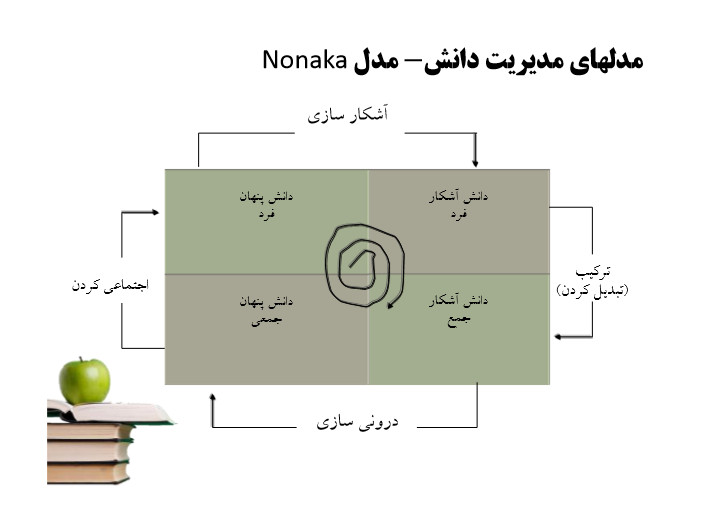 مدلهای مدیریت دانش– مدل Nonaka
آشکار سازی
دانش آشکار
فرد
دانش پنهان
فرد
ترکیب
(تبدیل کردن)
اجتماعی کردن
دانش آشکار
جمع
دانش پنهان
جمعی
درونی سازی